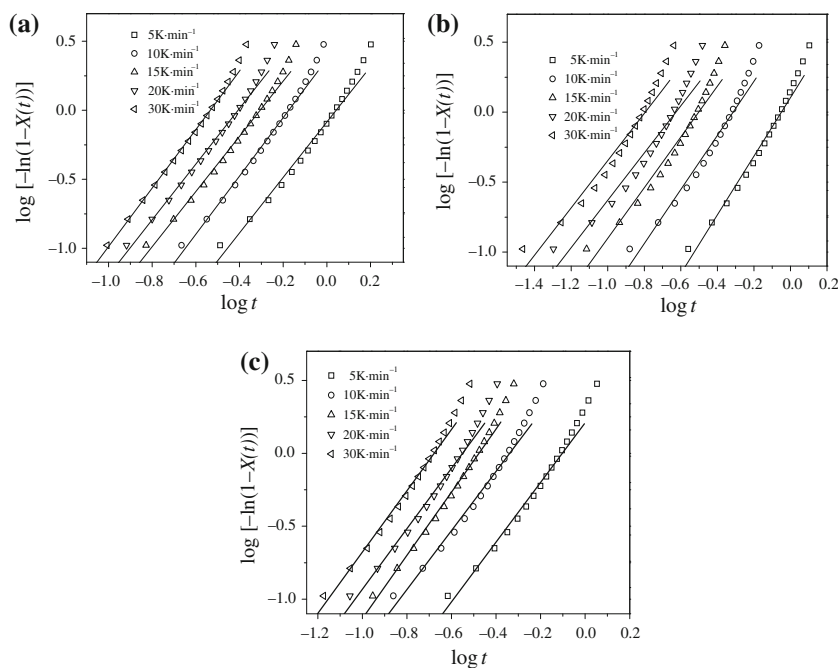 (a)
5K·min⁻¹
10K·min⁻¹
15K·min⁻¹
20K·min⁻¹
30K·min⁻¹
0.5
0.0
−0.5
−1.0
log [−ln(1−X(t))]
−1.0 −0.8 −0.6 −0.4 −0.2 0.0 0.2
log t
(b)
5K·min⁻¹
10K·min⁻¹
15K·min⁻¹
20K·min⁻¹
30K·min⁻¹
0.5
0.0
−0.5
−1.0
log [−ln(1−X(t))]
−1.4 −1.2 −1.0 −0.8 −0.6 −0.4 −0.2 0.0 0.2
log t
(c)
5K·min⁻¹
10K·min⁻¹
15K·min⁻¹
20K·min⁻¹
30K·min⁻¹
0.5
0.0
−0.5
−1.0
log [−ln(1−X(t))]
−1.2 −1.0 −0.8 −0.6 −0.4 −0.2 0.0 0.2
log t